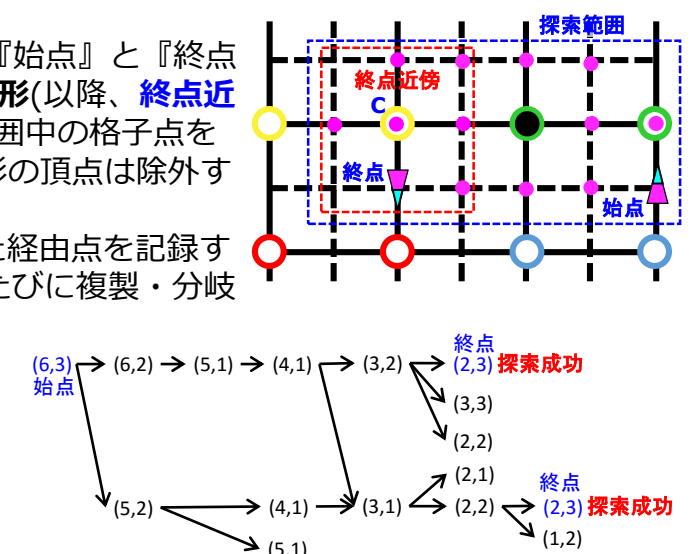 『始点』と『終点
形(以降、終点近
囲中の格子点を
形の頂点は除外す
た経由点を記録す
たびに複製・分岐
探索範囲
終点近傍
C
終点
始点
(6,3) (6,2) (5,1) (4,1) (3,2) (2,3) 探索成功
始点
終点
(3,3)
(2,2)
(2,1)
(5,2) (4,1) (3,1) (2,2) (2,3) 探索成功
終点
(5,1)
(1,2)